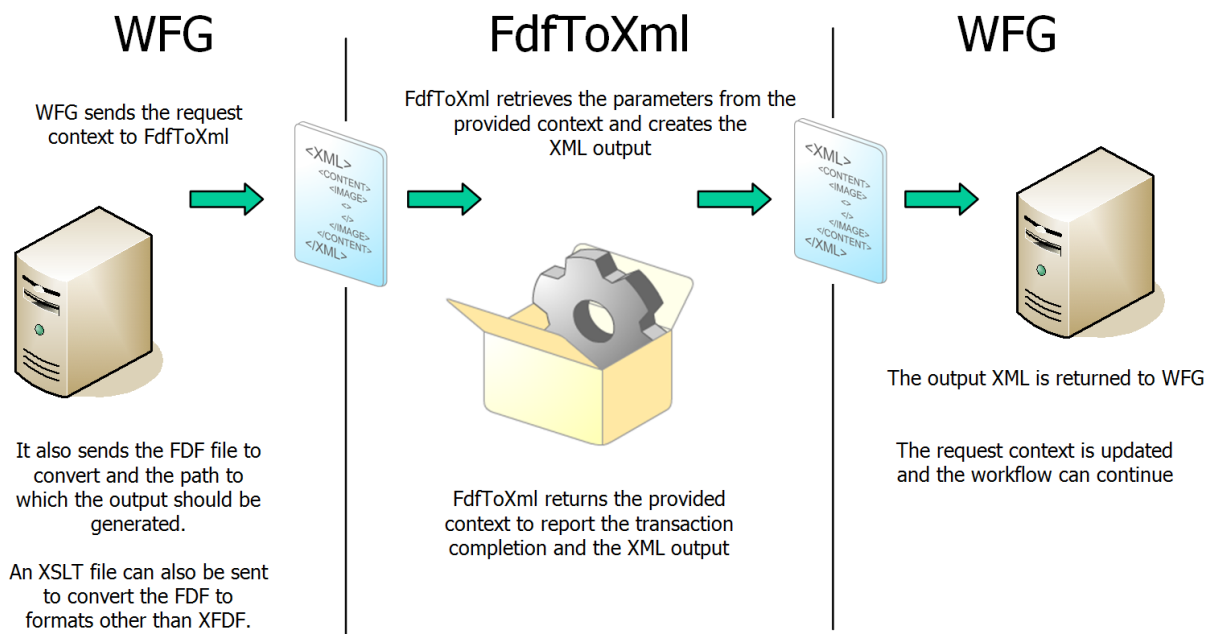 WFG
FdfToXml
WFG
WFG sends the request
context to FdfToXml
FdfToXml retrieves the parameters from the
provided context and creates the
XML output
<XML>
<CONTENT>
<IMAGE>
<>
</>
</IMAGE>
</CONTENT>
</XML>
<XML>
<CONTENT>
<IMAGE>
<>
</>
</IMAGE>
</CONTENT>
</XML>
It also sends the FDF file to
convert and the path to
which the output should be
generated.
An XSLT file can also be sent
to convert the FDF to
formats other than XFDF.
FdfToXml returns the provided
context to report the transaction
completion and the XML output
The output XML is returned to WFG
The request context is updated
and the workflow can continue